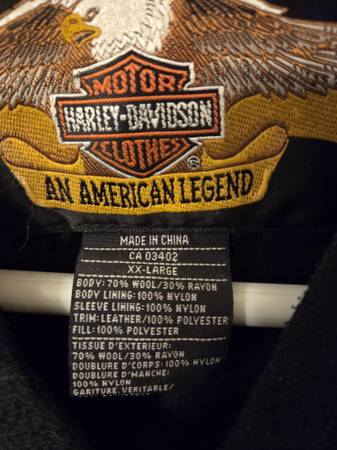 MOTOR
HARLEY-DAVIDSON
CLOTHES
®
AN AMERICAN LEGEND
MADE IN CHINA
CA 03402
XX-LARGE
BODY: 70% WOOL/30% RAYON
BODY LINING: 100% NYLON
SLEEVE LINING: 100% NYLON
TRIM: LEATHER/100% POLYESTER
FILL: 100% POLYESTER
TISSUE D'EXTERIEUR:
70% WOOL/30% RAYON
DOUBLURE D'CORPS: 100% NYLON
DOUBLURE D'MANCHE:
100% NYLON
GARITURE. VERITABLE/